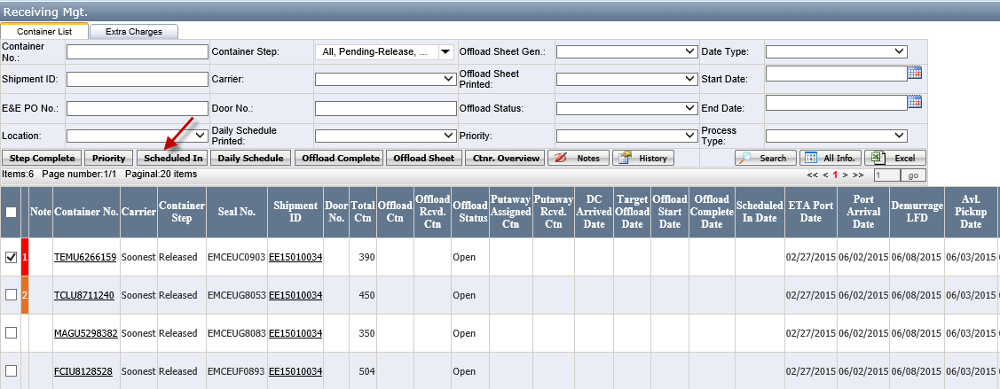 Receiving Mgt.
Container List Extra Charges
Container No.: Container Step: All, Pending-Release, ... Offload Sheet Gen.: Date Type:
Shipment ID: Carrier: Offload Sheet Printed: Start Date:
E&E PO No.: Door No.: Offload Status: End Date:
Location: Daily Schedule Printed: Priority: Process Type:
Step Complete Priority Scheduled In Daily Schedule Offload Complete Offload Sheet Ctnr. Overview Notes History Search All Info. Excel
Items:6 Page number:1/1 Paginal:20 items << < 1 > >> 1 go
Note Container No. Carrier Container Step Seal No. Shipment ID Door No. Total Ctn Offload Ctn Offload Rcvd. Ctn Offload Status Putaway Assigned Ctn Putaway Rcvd. Ctn DC Arrived Date Target Offload Date Offload Start Date Offload Complete Date Scheduled In Date ETA Port Date Port Arrival Date Demurrage LFD Avl. Pickup Date
1 TEMU6266159 Soonest Released EMCEUC0903 EE15010034 390 Open 02/27/2015 06/02/2015 06/08/2015 06/03/2015
2 TCLU8711240 Soonest Released EMCEUG8053 EE15010034 450 Open 02/27/2015 06/02/2015 06/08/2015 06/03/2015
MAGU5298382 Soonest Released EMCEUG8083 EE15010034 350 Open 02/27/2015 06/02/2015 06/08/2015 06/03/2015
FCIU8128528 Soonest Released EMCEUF0893 EE15010034 504 Open 02/27/2015 06/02/2015 06/08/2015 06/03/2015